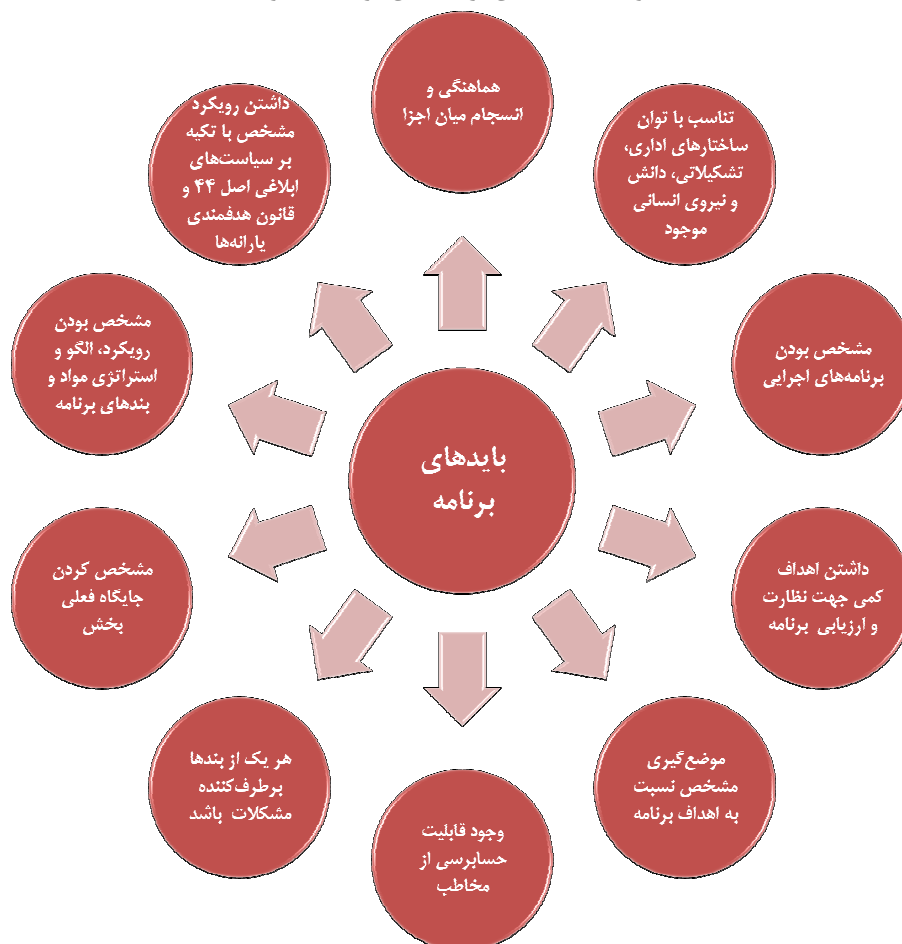 هماهنگی و
انسجام میان اجزا
تناسب با توان
ساختارهای اداری،
تشکیلاتی، دانش
و نیروی انسانی
موجود
مشخص بودن
برنامه‌های اجرایی
داشتن اهداف
کمی جهت نظارت
و ارزیابی برنامه
موضع‌گیری
مشخص نسبت
به اهداف برنامه
وجود قابلیت
حسابرسی از
مخاطب
هر یک از بندها
برطرف‌کننده
مشکلات باشد
مشخص کردن
جایگاه فعلی
بخش
مشخص بودن
رویکرد، الگو و
استراتژی مواد و
بندهای برنامه
داشتن رویکرد
مشخص با تکیه
بر سیاست‌های
ابلاغی اصل ۴۴ و
قانون هدفمندی
یارانه‌ها
بایدهای
برنامه